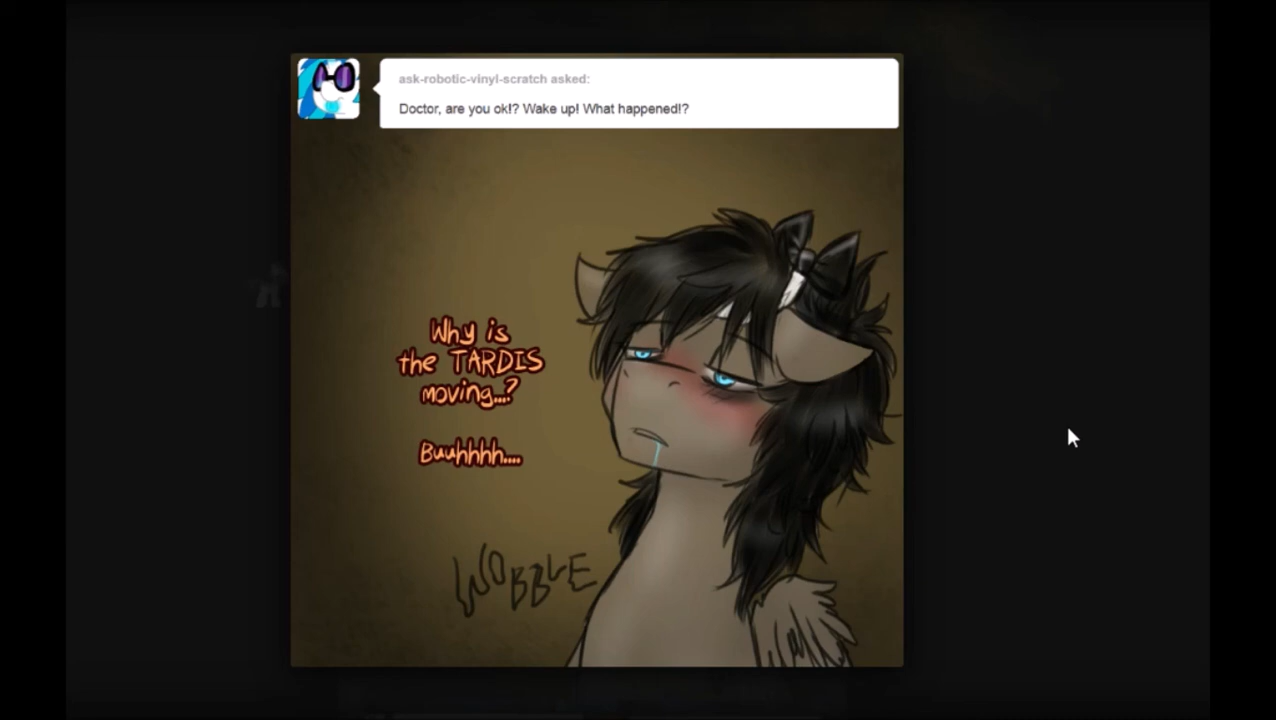 ask-robotic-vinyl-scratch asked:
Doctor, are you ok!? Wake up! What happened!?
Why is
the TARDIS
moving...?
Buuhhhh....
WOBBLE